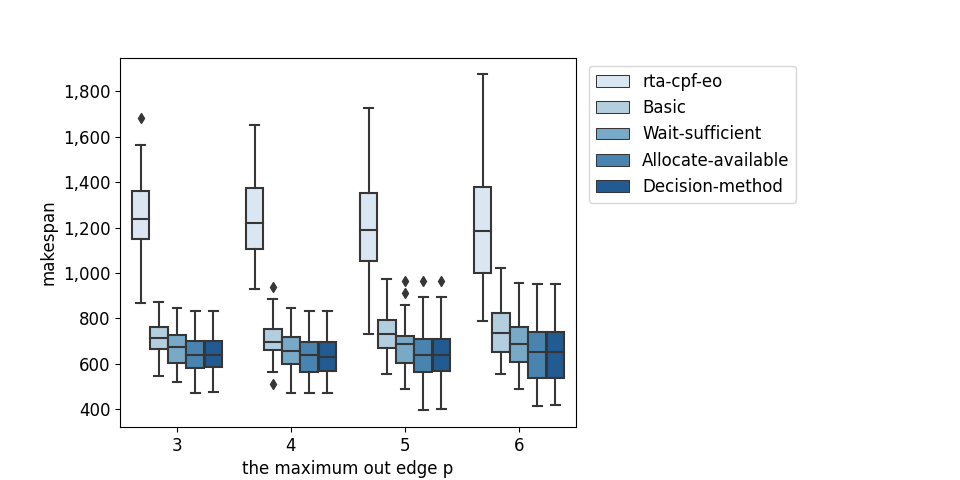 makespan
1,800
1,600
1,400
1,200
1,000
800
600
400
3 4 5 6
the maximum out edge p
rta-cpf-eo
Basic
Wait-sufficient
Allocate-available
Decision-method